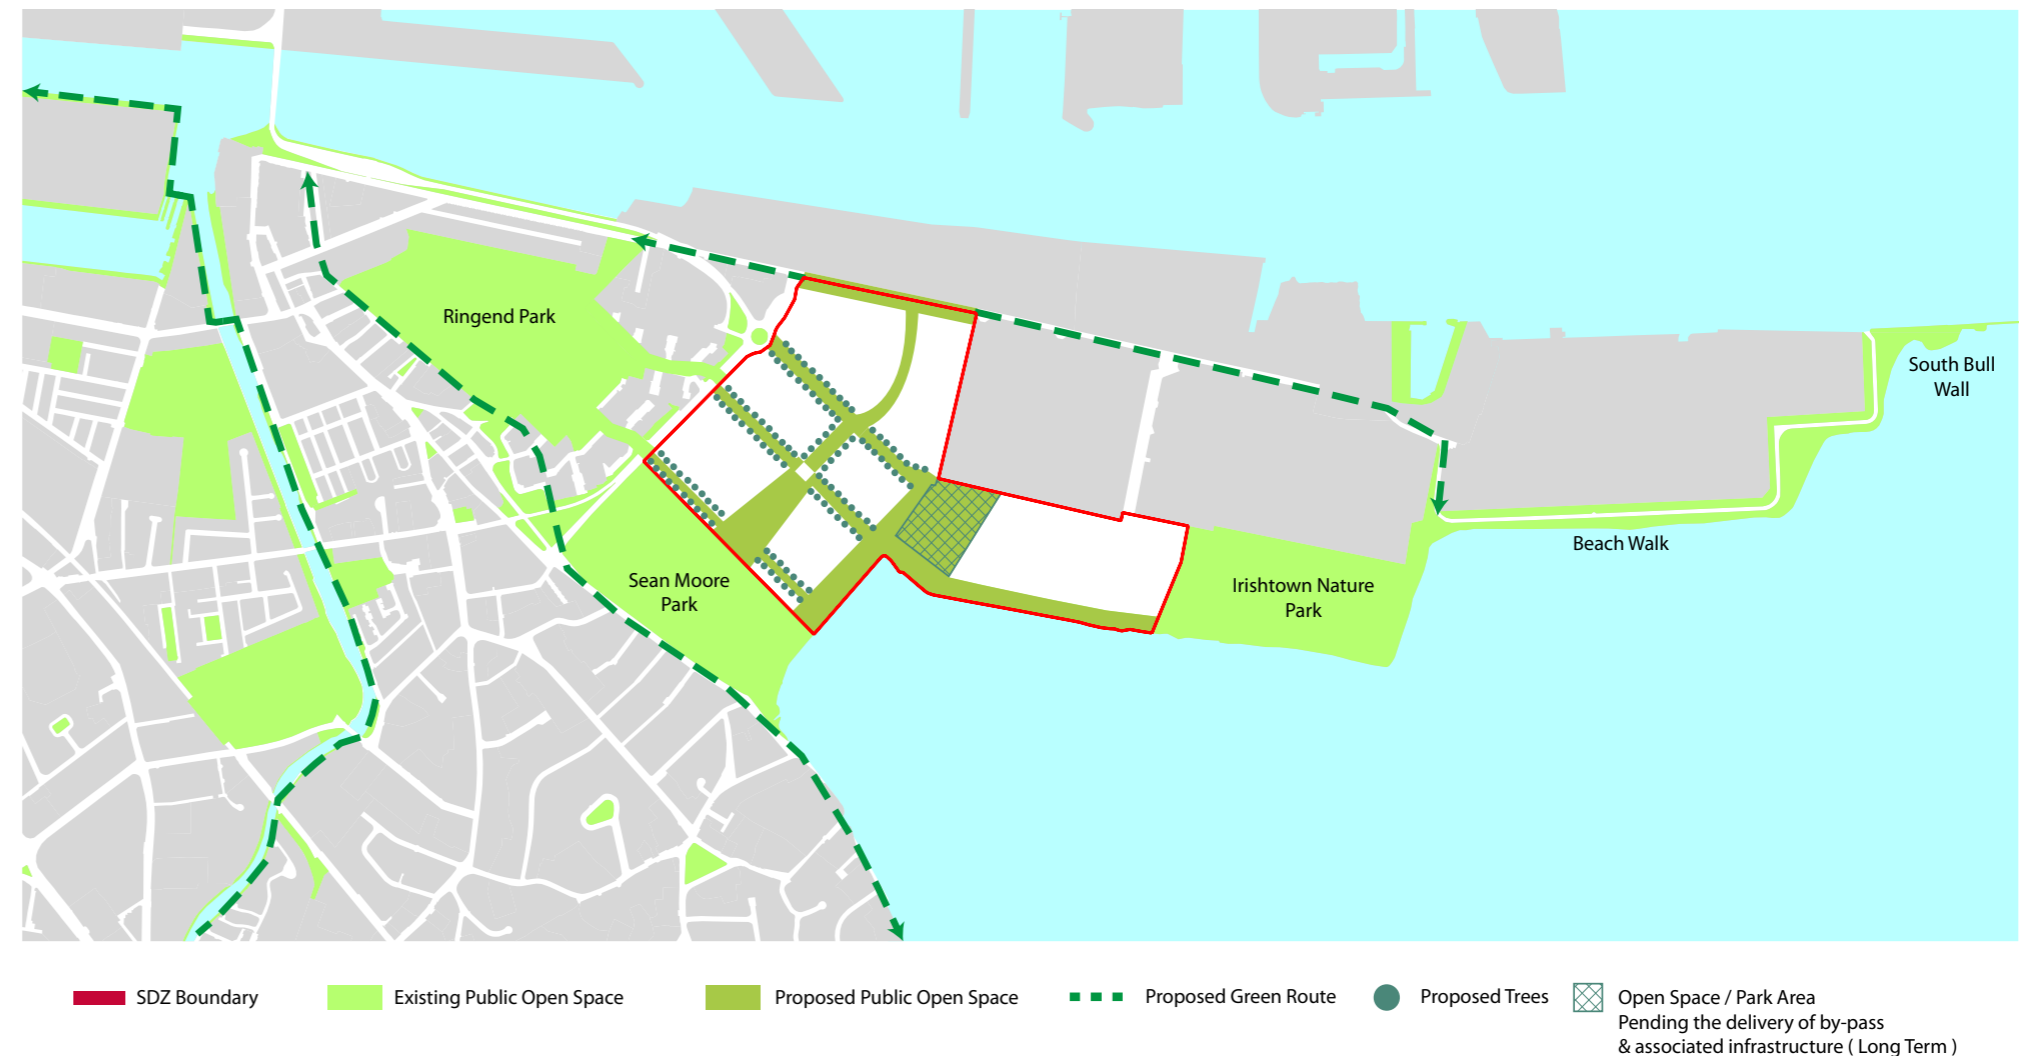 Ringend Park
South Bull
Wall
Beach Walk
Sean Moore
Park
Irishtown Nature
Park
SDZ Boundary
Existing Public Open Space
Proposed Public Open Space
Proposed Green Route
Proposed Trees
Open Space / Park Area
Pending the delivery of by-pass
& associated infrastructure ( Long Term )